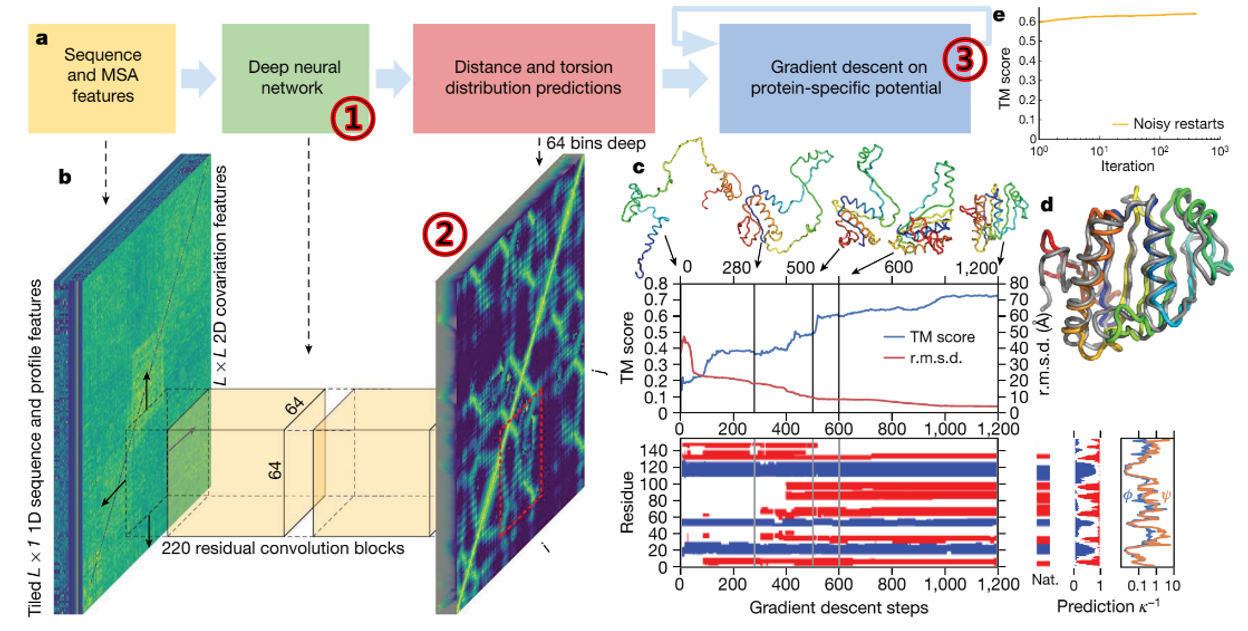 a
Sequence
and MSA
features
Deep neural
network
①
Distance and torsion
distribution predictions
Gradient descent on
protein-specific potential
③
e
TM score
0.6
0.5
0.4
0.3
0.2
0.1
0
Noisy restarts
10⁰ 10¹ 10² 10³
Iteration
b
Tiled L × 1 1D sequence and profile features
L × L 2D covariation features
64
64
220 residual convolution blocks
②
64 bins deep
j
i
c
0 280 500 600 1,200
TM score
0.8
0.7
0.6
0.5
0.4
0.3
0.2
0.1
0
TM score
r.m.s.d.
80
70
60
50
40
30
20
10
0
r.m.s.d. (Å)
0 200 400 600 800 1,000 1,200
Residue
140
120
100
80
60
40
20
0
0 200 400 600 800 1,000 1,200
Gradient descent steps
d
Nat.
0 1
ϕ ψ
0.1 1 10
Prediction κ⁻¹